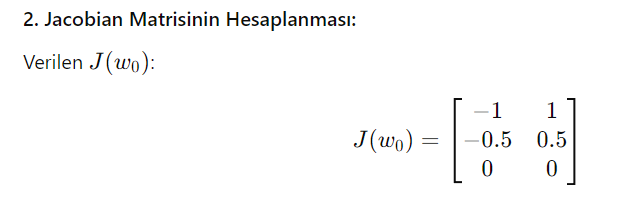 2. Jacobian Matrisinin Hesaplanması:
Verilen J(w₀):
J(w₀) = [ −1 1
−0.5 0.5
0 0 ]